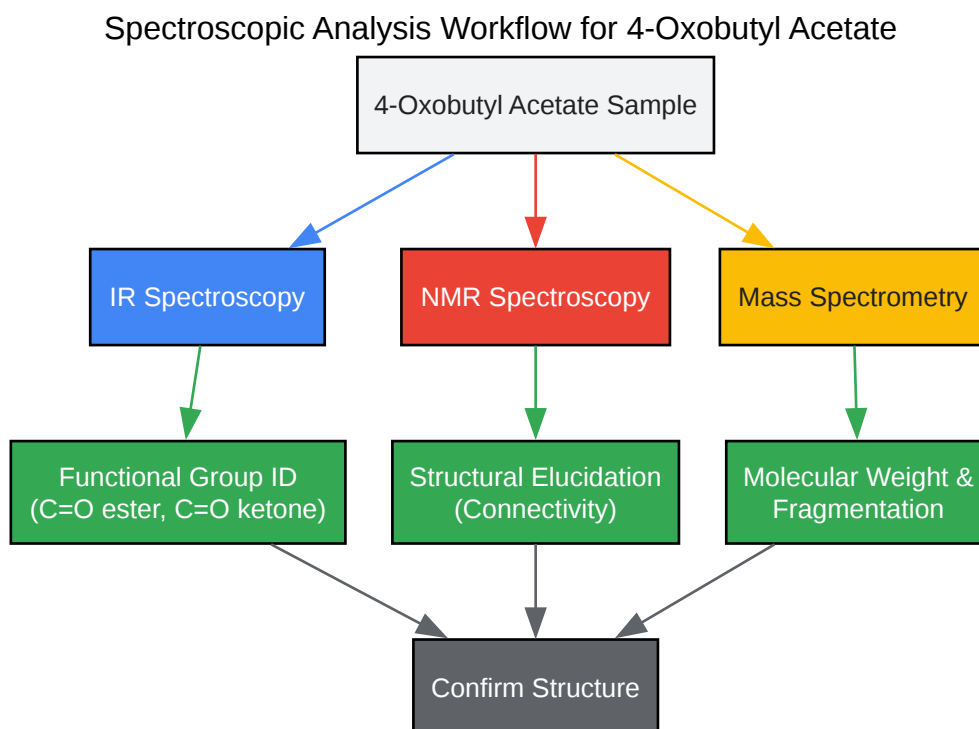 Spectroscopic Analysis Workflow for 4-Oxobutyl Acetate
4-Oxobutyl Acetate Sample
IR Spectroscopy
NMR Spectroscopy
Mass Spectrometry
Functional Group ID
(C=O ester, C=O ketone)
Structural Elucidation
(Connectivity)
Molecular Weight &
Fragmentation
Confirm Structure